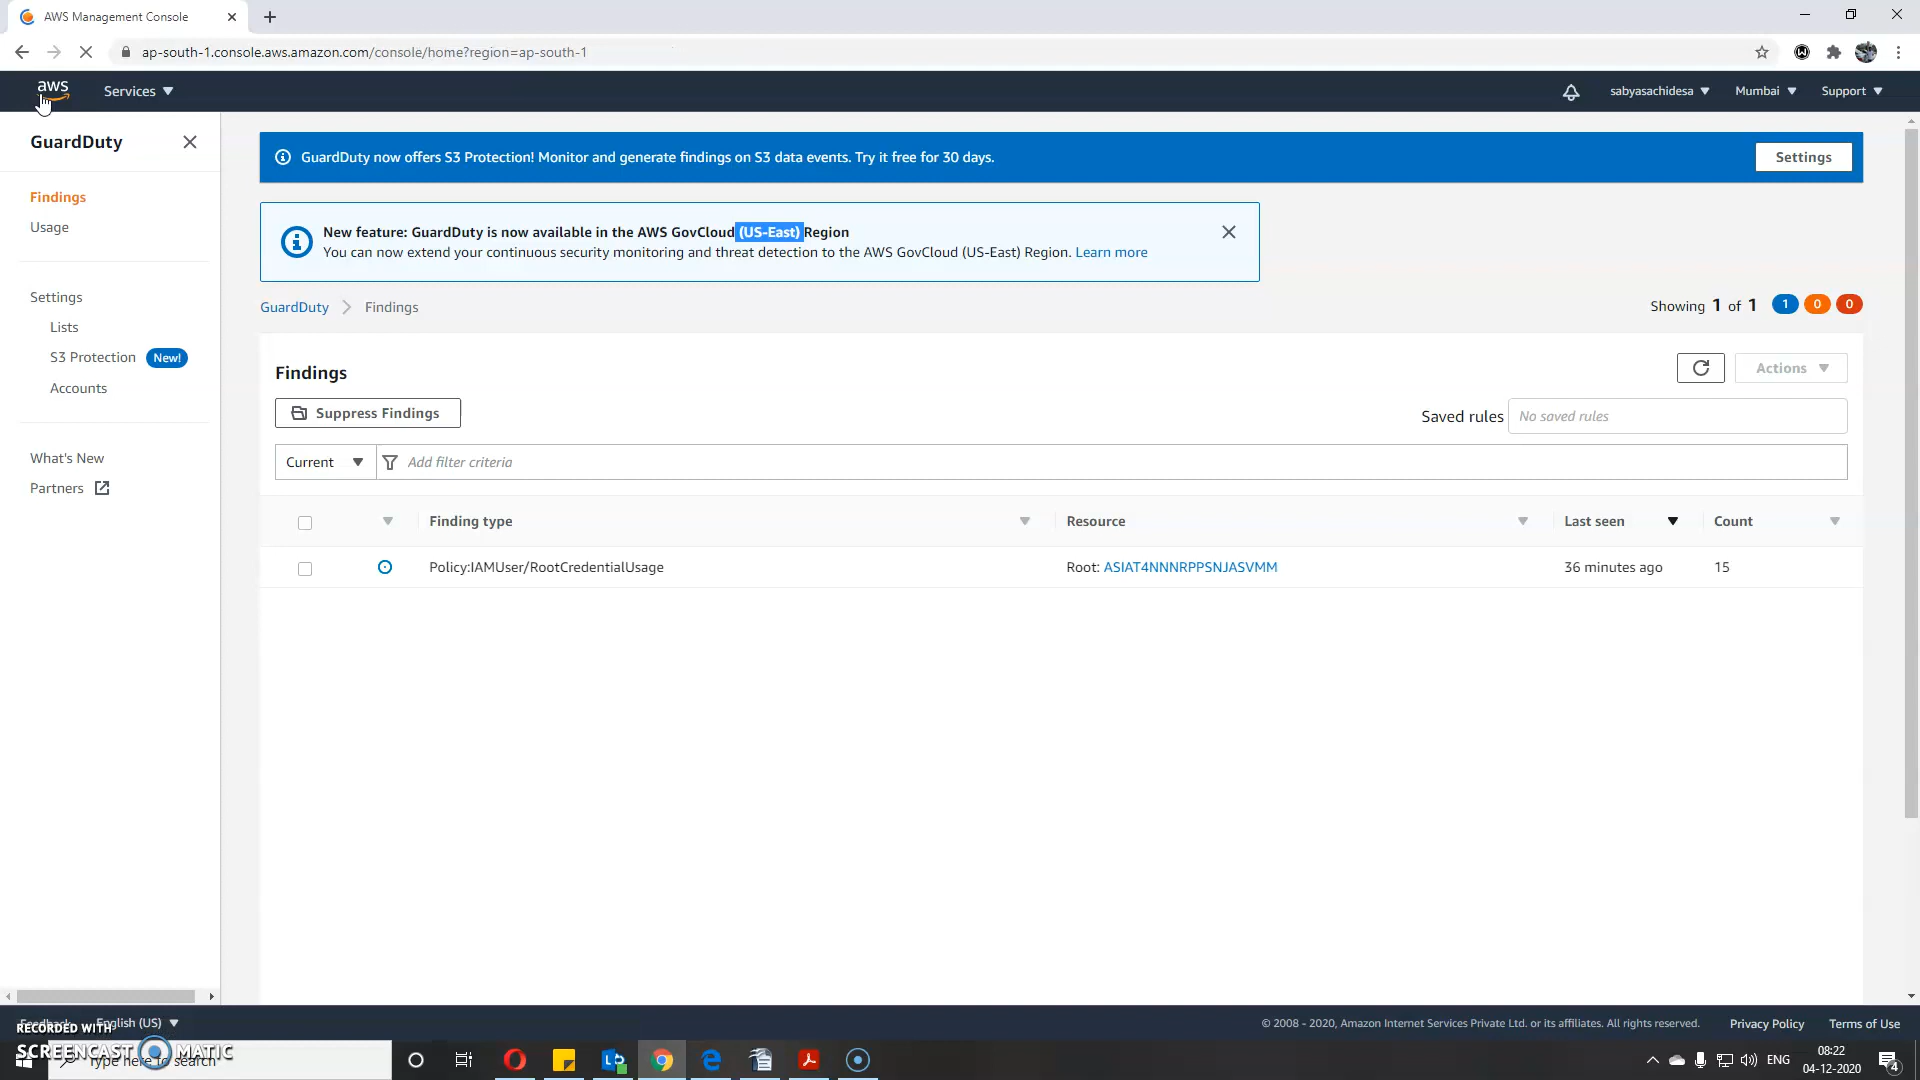 AWS Management Console
ap-south-1.console.aws.amazon.com/console/home?region=ap-south-1
aws
Services
sabyasachidesa
Mumbai
Support
GuardDuty
Findings
Usage
Settings
Lists
S3 Protection New!
Accounts
What's New
Partners
GuardDuty now offers S3 Protection! Monitor and generate findings on S3 data events. Try it free for 30 days.
Settings
New feature: GuardDuty is now available in the AWS GovCloud (US-East) Region
You can now extend your continuous security monitoring and threat detection to the AWS GovCloud (US-East) Region. Learn more
GuardDuty Findings
Showing 1 of 1 1 0 0
Findings
Actions
Suppress Findings
Saved rules No saved rules
Current Add filter criteria
Finding type Resource Last seen Count
Policy:IAMUser/RootCredentialUsage Root: ASIAT4NNNRPPSNJASVMM 36 minutes ago 15
Feedback English (US)
© 2008 - 2020, Amazon Internet Services Private Ltd. or its affiliates. All rights reserved. Privacy Policy Terms of Use
RECORDED WITH
SCREENCAST MATIC
Type here to search
ENG
08:22
04-12-2020
4